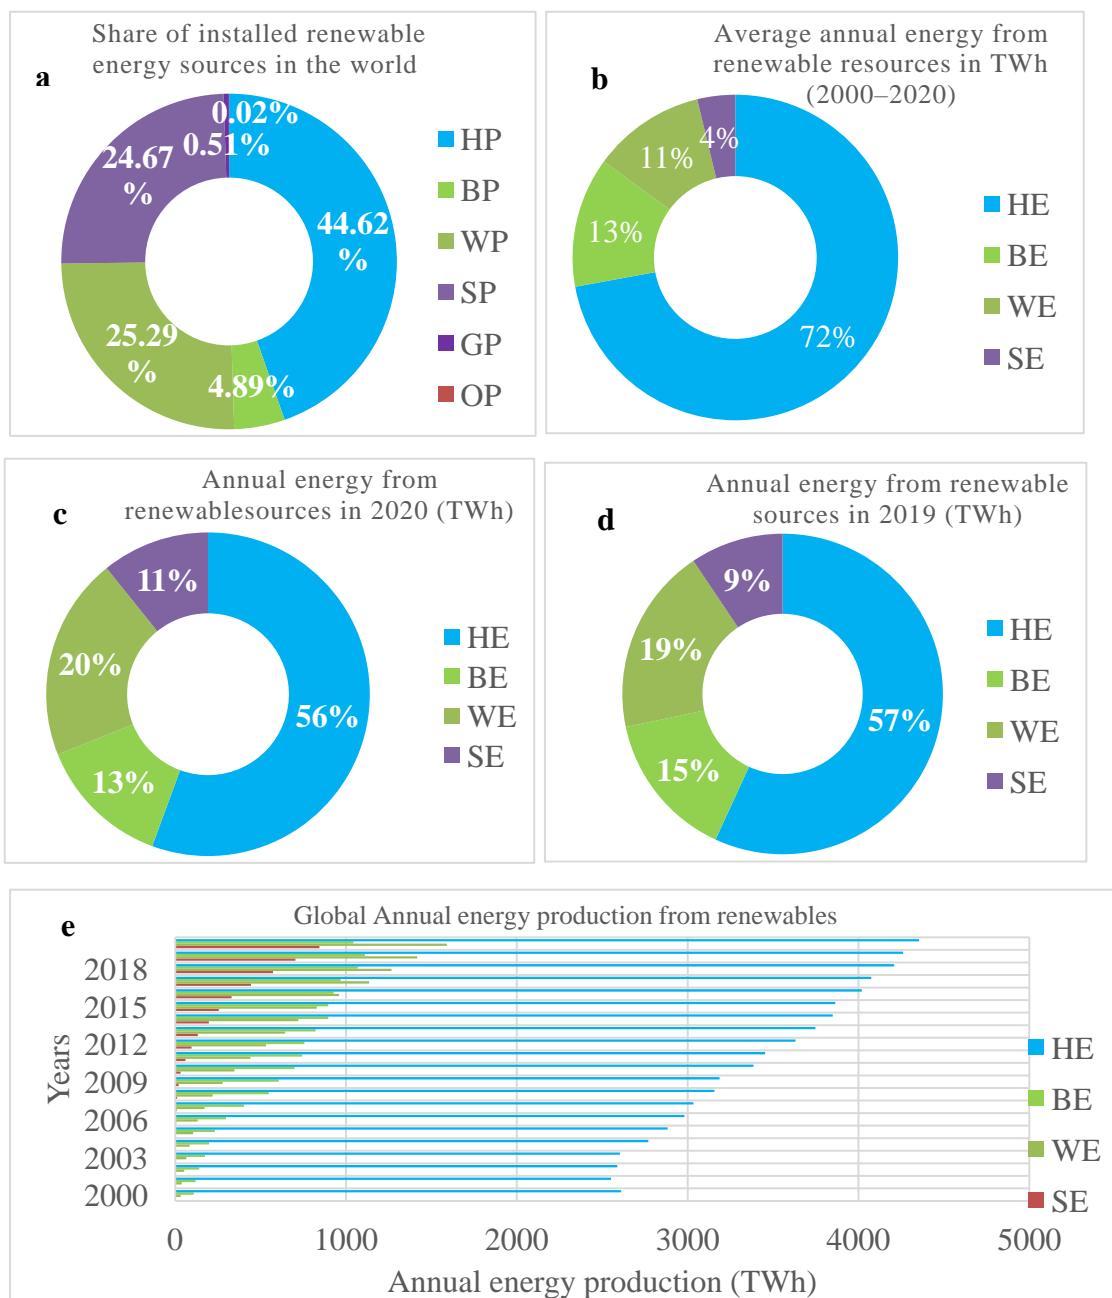 a
Share of installed renewable
energy sources in the world
0.02%
0.51%
24.67
%
44.62
%
25.29
%
4.89%
HP
BP
WP
SP
GP
OP
b
Average annual energy from
renewable resources in TWh
(2000–2020)
4%
11%
13%
72%
HE
BE
WE
SE
c
Annual energy from
renewablesources in 2020 (TWh)
11%
20%
56%
13%
HE
BE
WE
SE
d
Annual energy from renewable
sources in 2019 (TWh)
9%
19%
57%
15%
HE
BE
WE
SE
e
Global Annual energy production from renewables
Years
2018
2015
2012
2009
2006
2003
2000
HE
BE
WE
SE
0 1000 2000 3000 4000 5000
Annual energy production (TWh)